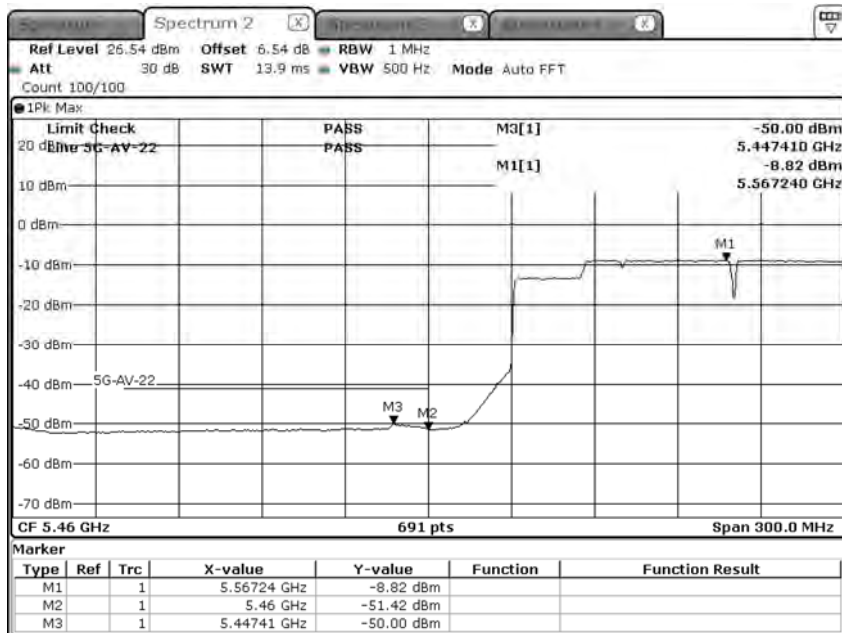 Spectrum 2 X X X
Ref Level 26.54 dBm Offset 6.54 dB RBW 1 MHz
Att 30 dB SWT 13.9 ms VBW 500 Hz Mode Auto FFT
Count 100/100
1Pk Max
Limit Check PASS M3[1] -50.00 dBm
20 dBm Line 5G-AV-22 PASS 5.447410 GHz
M1[1] -8.82 dBm
5.567240 GHz
10 dBm
0 dBm
M1
-10 dBm
-20 dBm
-30 dBm
-40 dBm 5G-AV-22
M3 M2
-50 dBm
-60 dBm
-70 dBm
CF 5.46 GHz 691 pts Span 300.0 MHz
Marker
Type Ref Trc X-value Y-value Function Function Result
M1 1 5.56724 GHz -8.82 dBm
M2 1 5.46 GHz -51.42 dBm
M3 1 5.44741 GHz -50.00 dBm